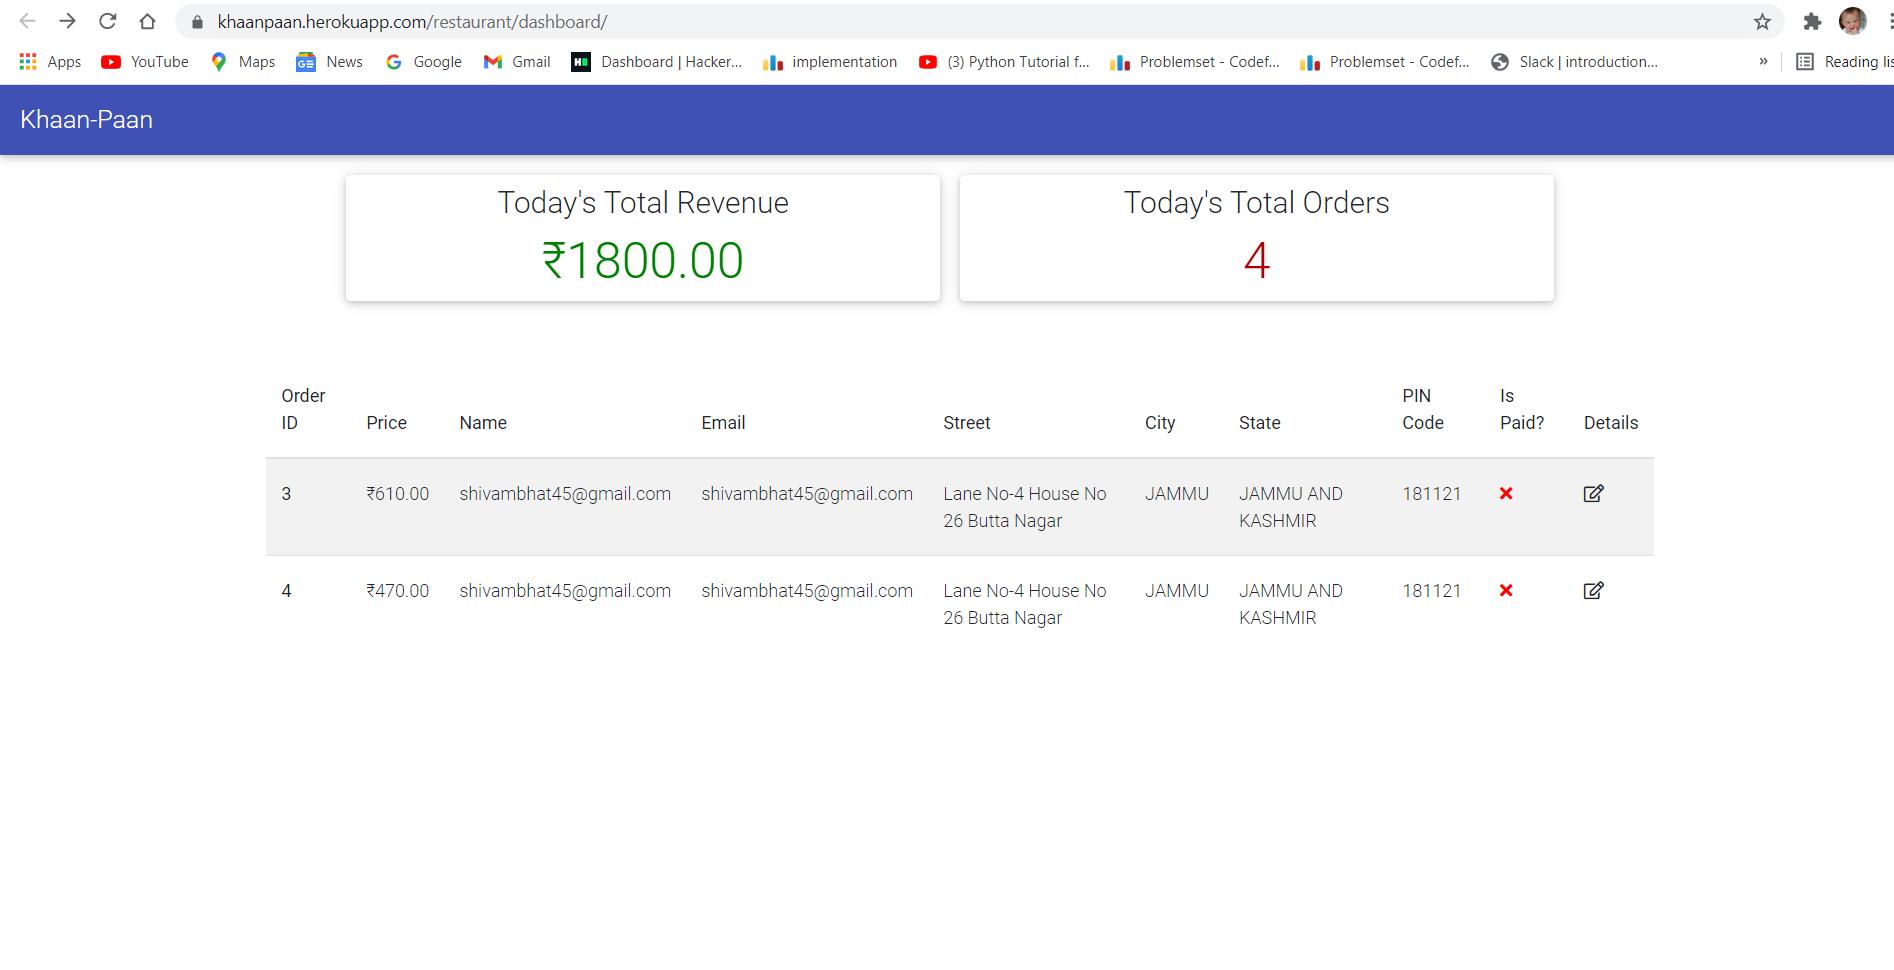 khaanpaan.herokuapp.com/restaurant/dashboard/
Apps YouTube Maps News Google Gmail Dashboard | Hacker... implementation (3) Python Tutorial f... Problemset - Codef... Problemset - Codef... Slack | introduction... » Reading lis
Khaan-Paan
Today's Total Revenue
₹1800.00
Today's Total Orders
4
Order ID Price Name Email Street City State PIN Code Is Paid? Details
3 ₹610.00 shivambhat45@gmail.com shivambhat45@gmail.com Lane No-4 House No JAMMU JAMMU AND 181121
26 Butta Nagar KASHMIR
4 ₹470.00 shivambhat45@gmail.com shivambhat45@gmail.com Lane No-4 House No JAMMU JAMMU AND 181121
26 Butta Nagar KASHMIR